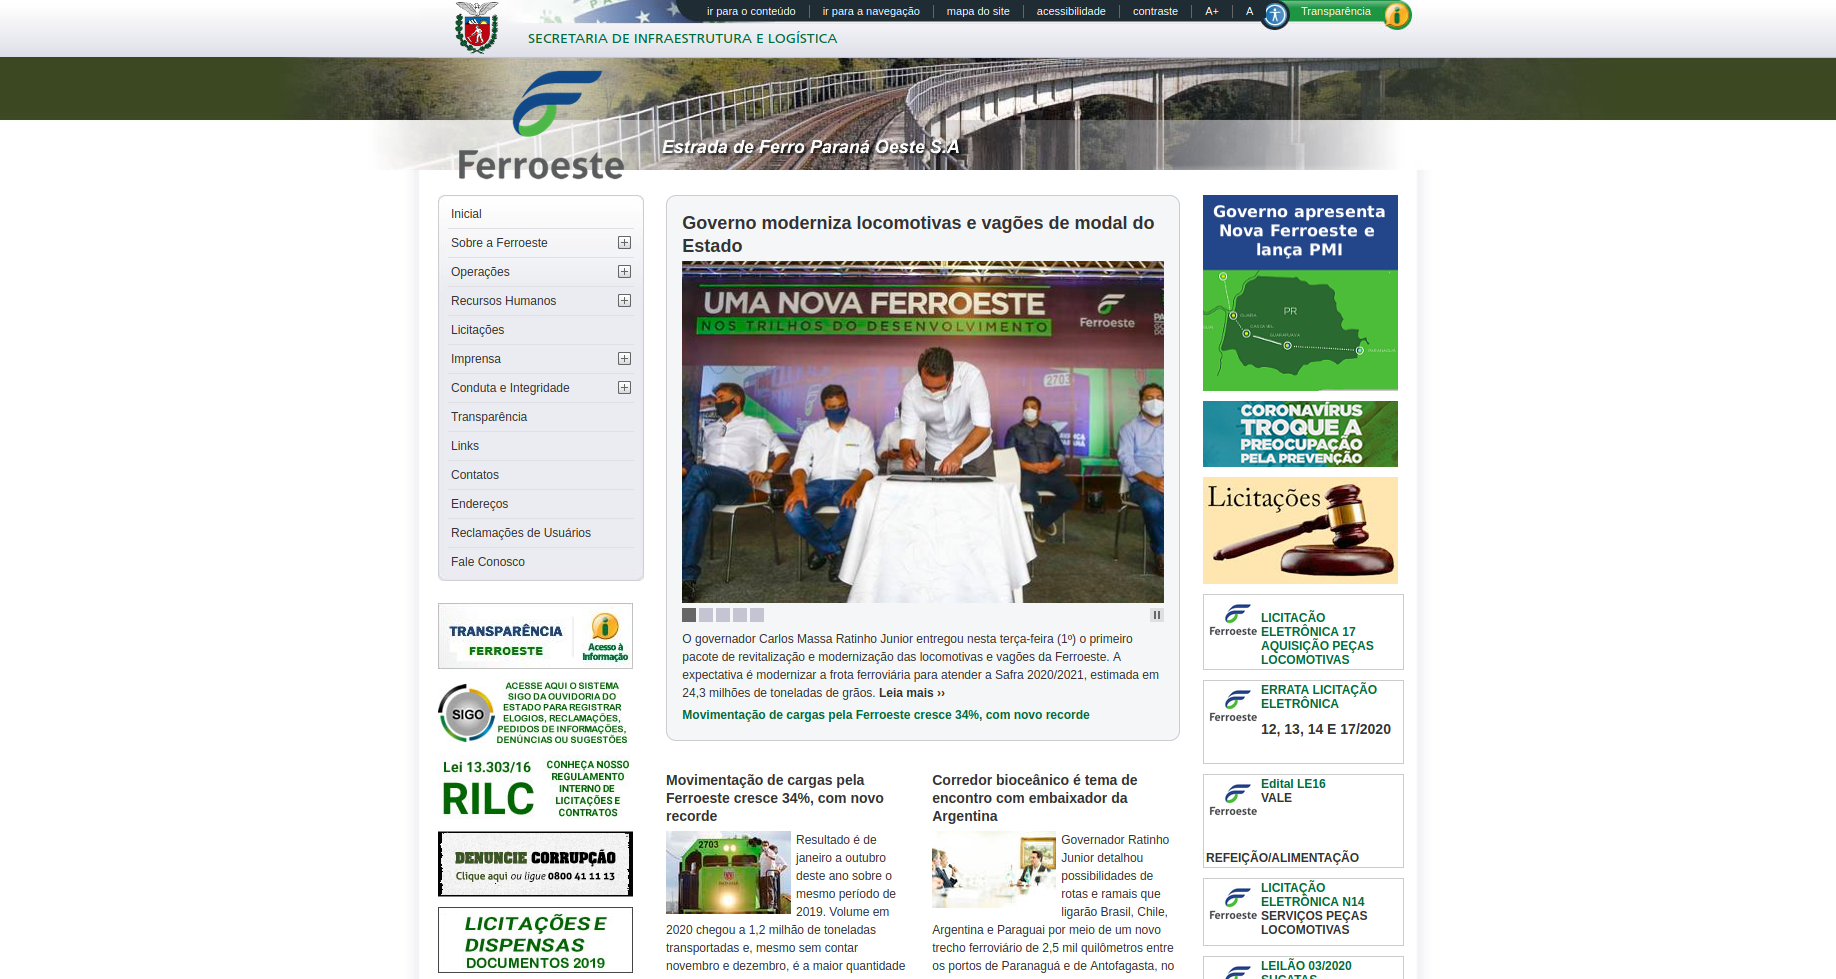 ir para o conteúdo
ir para a navegação
mapa do site
acessibilidade
contraste
A+
A
Transparência
SECRETARIA DE INFRAESTRUTURA E LOGÍSTICA
Ferroeste
Estrada de Ferro Paraná Oeste S.A
Inicial
Sobre a Ferroeste
Operações
Recursos Humanos
Licitações
Imprensa
Conduta e Integridade
Transparência
Links
Contatos
Endereços
Reclamações de Usuários
Fale Conosco
TRANSPARÊNCIA
FERROESTE
Acesso à
Informação
SIGO
ACESSE AQUI O SISTEMA
SIGO DA OUVIDORIA DO
ESTADO PARA REGISTRAR
ELOGIOS, RECLAMAÇÕES,
PEDIDOS DE INFORMAÇÕES,
DENÚNCIAS OU SUGESTÕES
Lei 13.303/16
RILC
CONHEÇA NOSSO
REGULAMENTO
INTERNO DE
LICITAÇÕES E
CONTRATOS
DENUNCIE CORRUPÇÃO
Clique aqui ou ligue 0800 41 11 13
LICITAÇÕES E
DISPENSAS
DOCUMENTOS 2019
Governo moderniza locomotivas e vagões de modal do
Estado
UMA NOVA FERROESTE
NOS TRILHOS DO DESENVOLVIMENTO
Ferroeste
2703
O governador Carlos Massa Ratinho Junior entregou nesta terça-feira (1º) o primeiro
pacote de revitalização e modernização das locomotivas e vagões da Ferroeste. A
expectativa é modernizar a frota ferroviária para atender a Safra 2020/2021, estimada em
24,3 milhões de toneladas de grãos. Leia mais ››
Movimentação de cargas pela Ferroeste cresce 34%, com novo recorde
Movimentação de cargas pela
Ferroeste cresce 34%, com novo
recorde
2703
Resultado é de
janeiro a outubro
deste ano sobre o
mesmo período de
2019. Volume em
2020 chegou a 1,2 milhão de toneladas
transportadas e, mesmo sem contar
novembro e dezembro, é a maior quantidade
Corredor bioceânico é tema de
encontro com embaixador da
Argentina
Governador Ratinho
Junior detalhou
possibilidades de
rotas e ramais que
ligarão Brasil, Chile,
Argentina e Paraguai por meio de um novo
trecho ferroviário de 2,5 mil quilômetros entre
os portos de Paranaguá e de Antofagasta, no
Governo apresenta
Nova Ferroeste e
lança PMI
PR
CORONAVÍRUS
TROQUE A
PREOCUPAÇÃO
PELA PREVENÇÃO
Licitações
Ferroeste
LICITAÇÃO
ELETRÔNICA 17
AQUISIÇÃO PEÇAS
LOCOMOTIVAS
Ferroeste
ERRATA LICITAÇÃO
ELETRÔNICA
12, 13, 14 E 17/2020
Ferroeste
Edital LE16
VALE
REFEIÇÃO/ALIMENTAÇÃO
Ferroeste
LICITAÇÃO
ELETRÔNICA N14
SERVIÇOS PEÇAS
LOCOMOTIVAS
LEILÃO 03/2020
SUCATAS